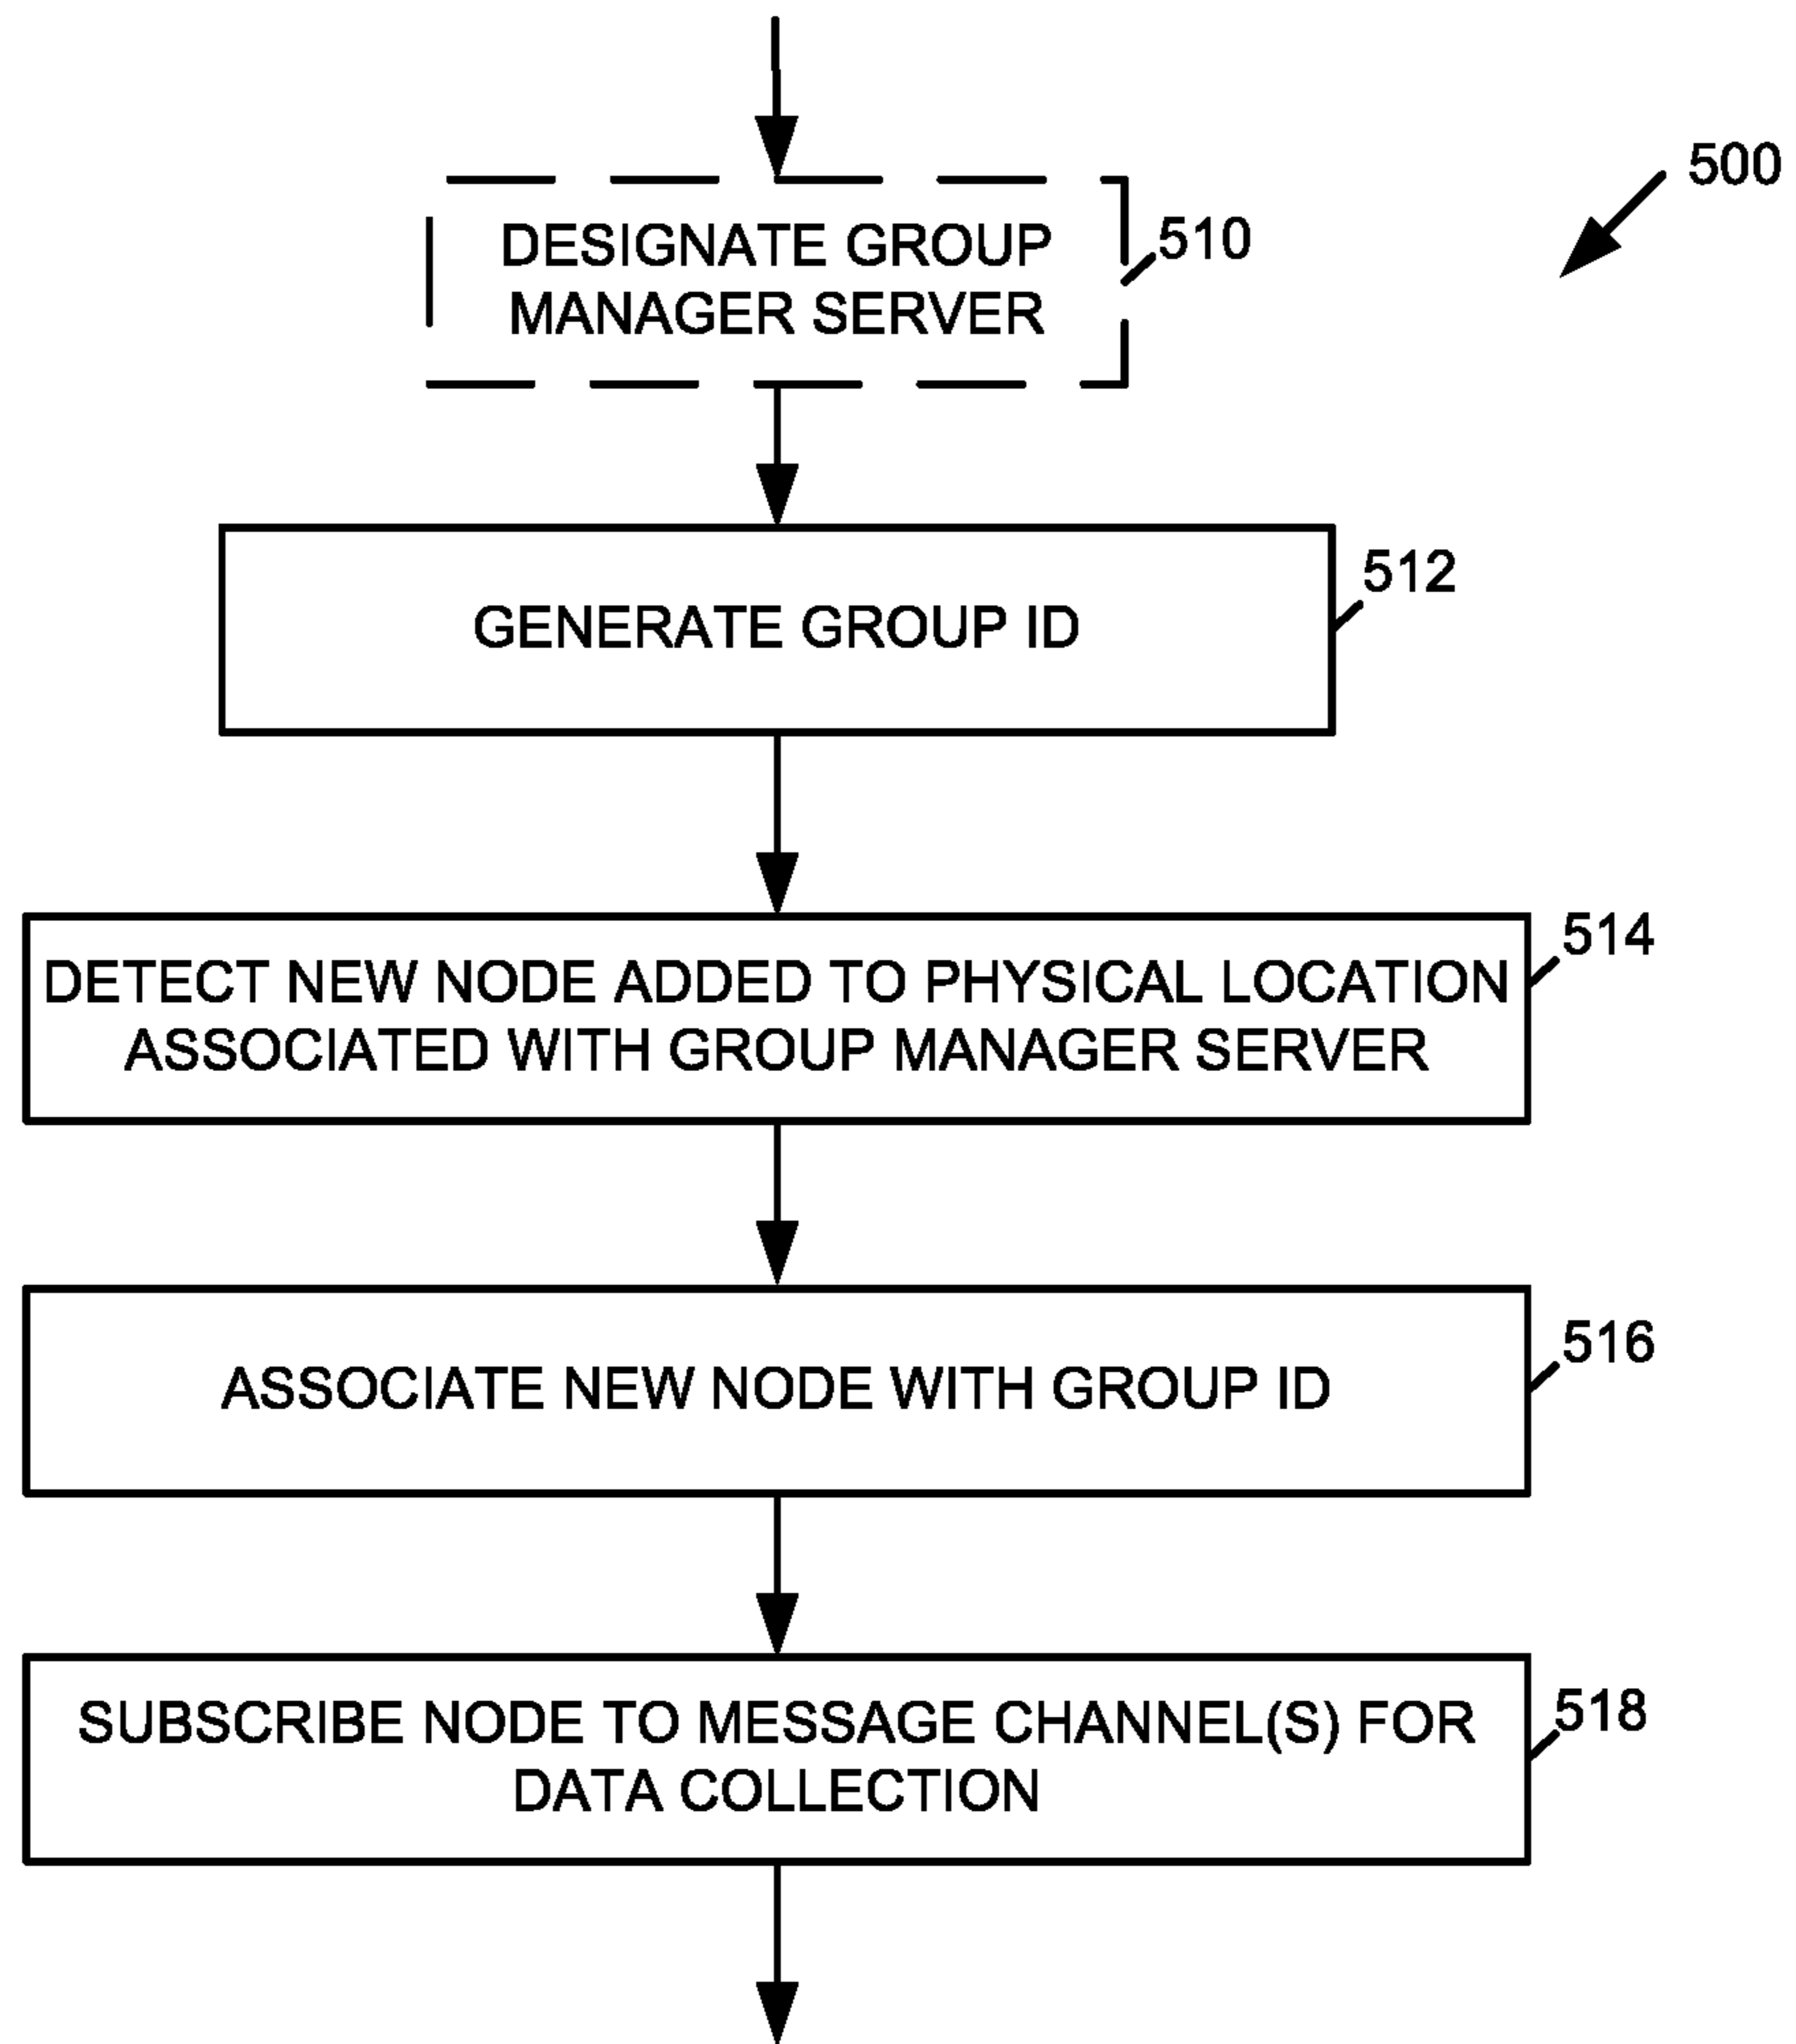 500
DESIGNATE GROUP
MANAGER SERVER
510
GENERATE GROUP ID
512
DETECT NEW NODE ADDED TO PHYSICAL LOCATION
ASSOCIATED WITH GROUP MANAGER SERVER
514
ASSOCIATE NEW NODE WITH GROUP ID
516
SUBSCRIBE NODE TO MESSAGE CHANNEL(S) FOR
DATA COLLECTION
518